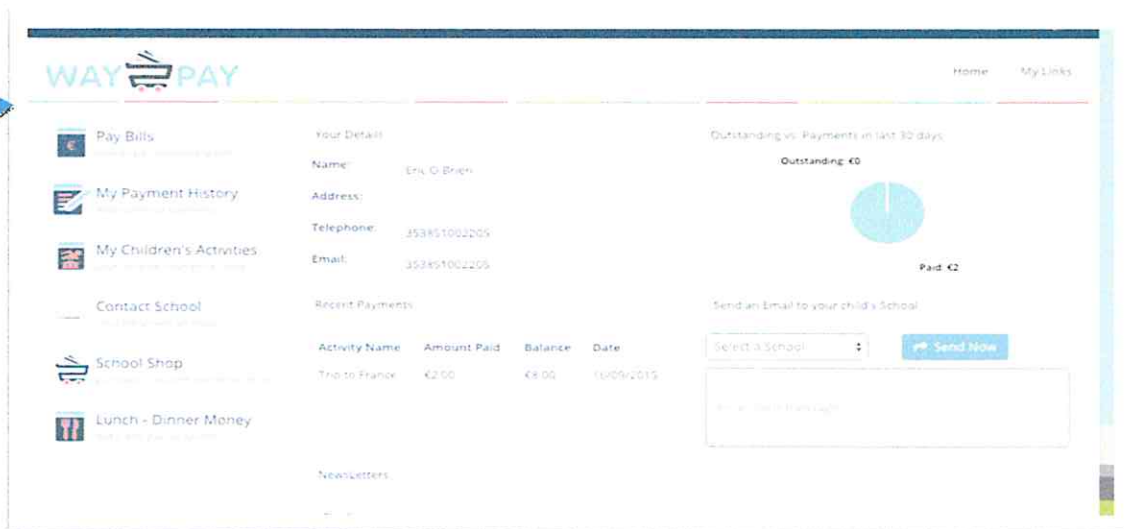 WAY PAY
Home My Links
Pay Bills
My Payment History
My Children's Activities
Contact School
School Shop
Lunch - Dinner Money
Your Details
Name: Eric O Brien
Address:
Telephone: 353851002205
Email: 353851002205
Recent Payments
Activity Name Amount Paid Balance Date
Trip to France €2.00 €8.00 16/09/2015
NewsLetters
Outstanding vs. Payments in last 30 days
Outstanding: €0
Paid: €2
Send an Email to your child's School
Select a School Send Now